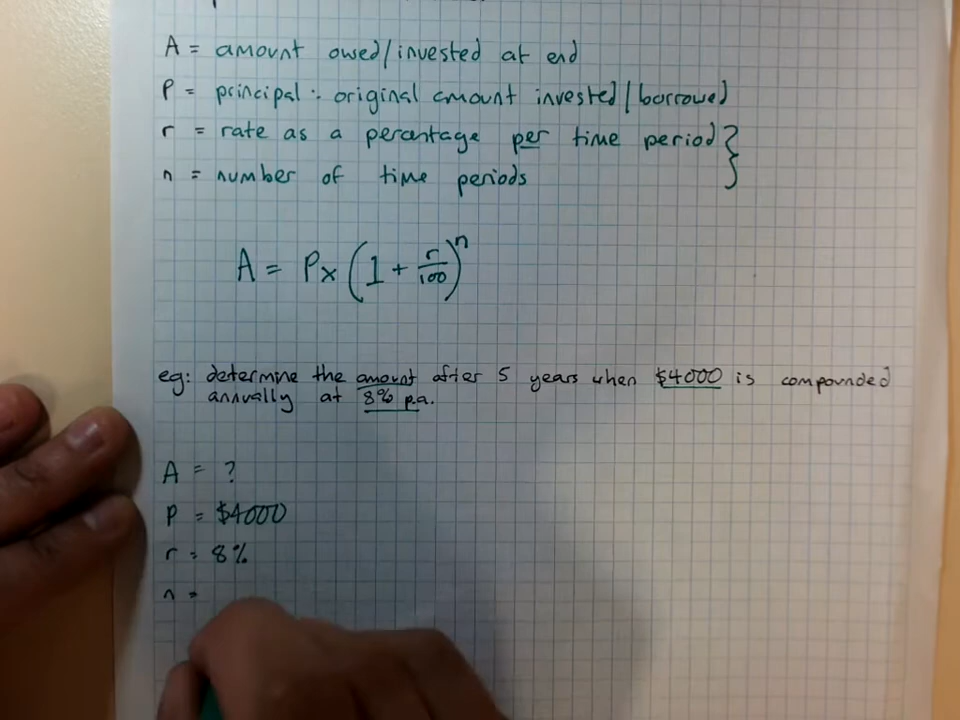 A = amount owed/invested at end
P = principal : original amount invested/borrowed
r = rate as a percentage per time period }
n = number of time periods
A = P× (1 + r/100)^n
eg: determine the amount after 5 years when $4000 is compounded
annually at 8% p.a.
A = ?
P = $4000
r = 8%
n =